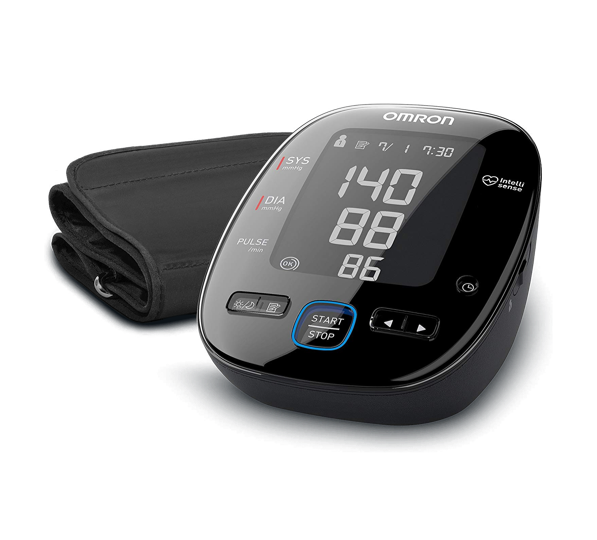 OMRON
7/ 1 7:30
SYS
mmHg
140
Intelli
sense
DIA
mmHg
88
PULSE
/min
OK
86
START
STOP